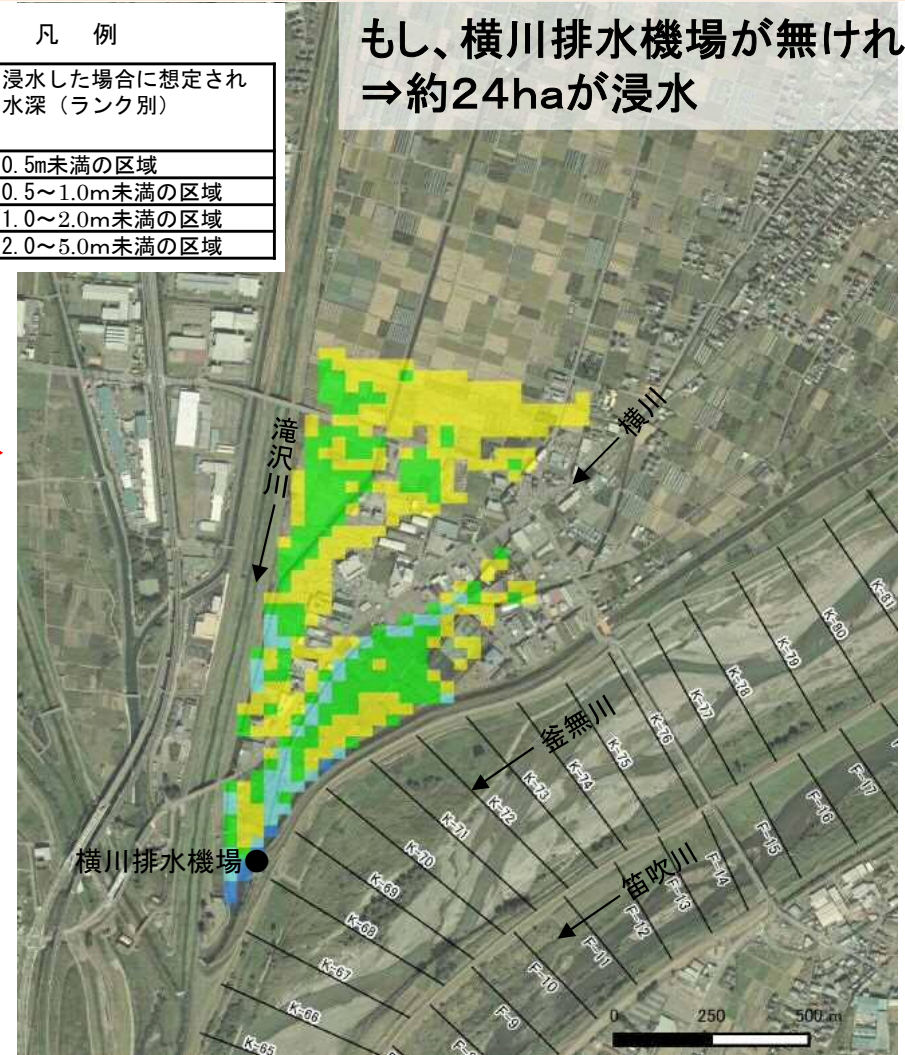 凡 例
浸水した場合に想定され
水深（ランク別）
0.5m未満の区域
0.5～1.0m未満の区域
1.0～2.0m未満の区域
2.0～5.0m未満の区域
もし、横川排水機場が無けれ
⇒約24haが浸水
滝沢川
横川
釜無川
笛吹川
横川排水機場
K-81
K-80
K-79
K-78
K-77
K-76
K-75
K-74
K-73
K-72
K-71
K-70
K-69
K-68
K-67
K-66
K-65
F-17
F-16
F-15
F-14
F-13
F-12
F-11
F-10
F-9
0 250 500 m